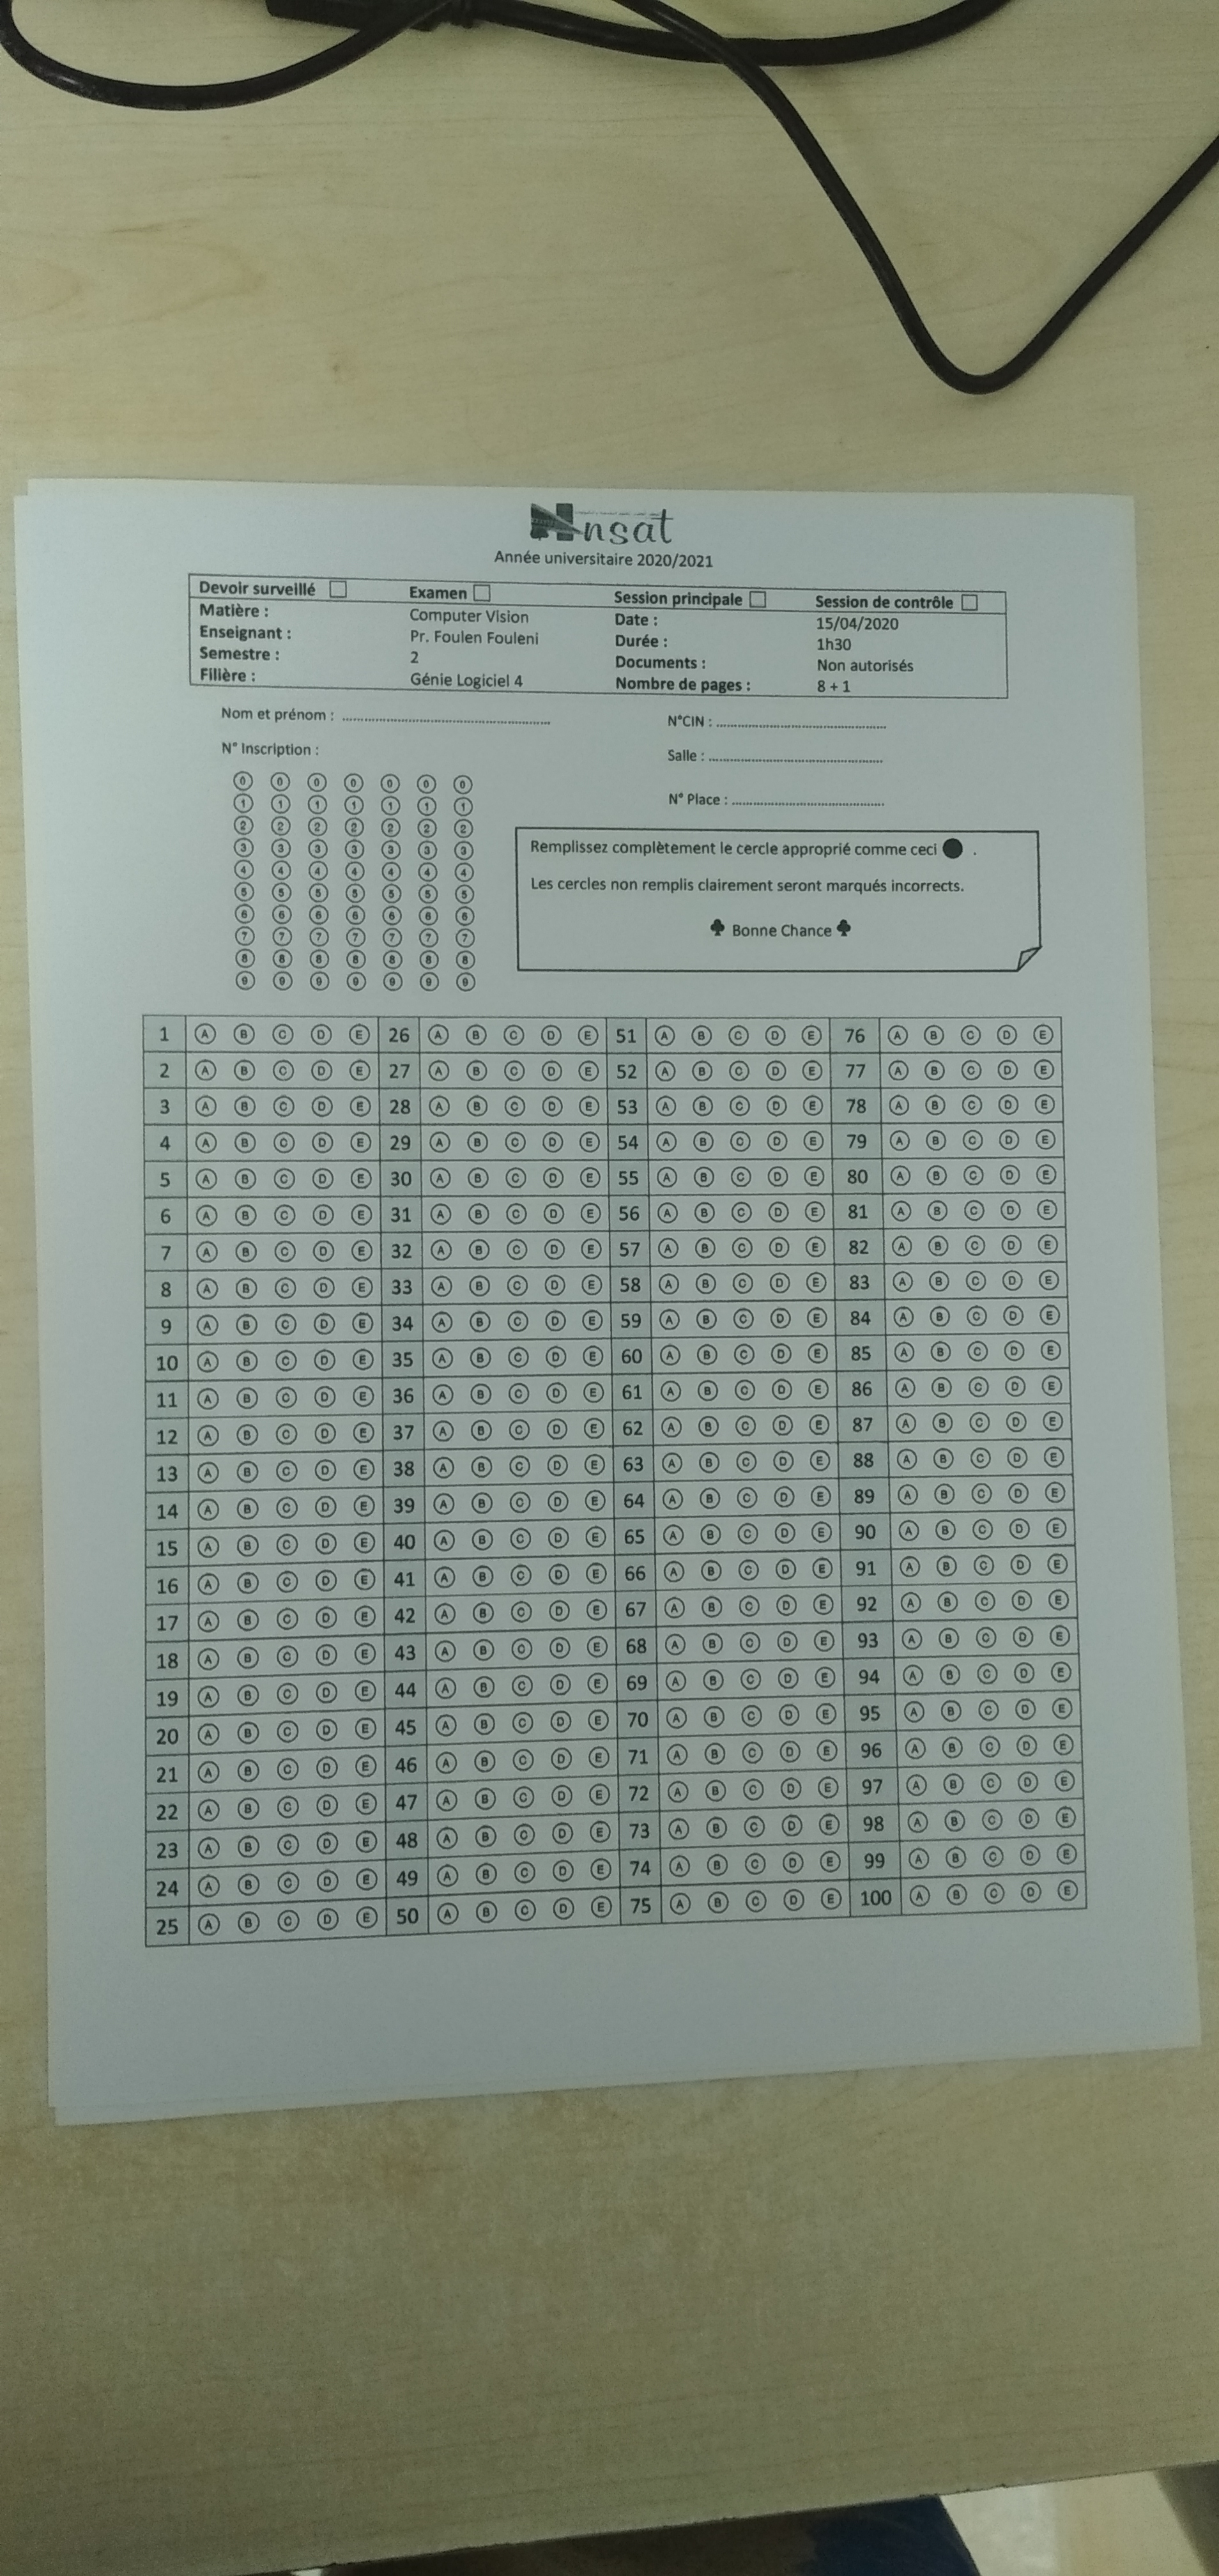 nsat
Année universitaire 2020/2021
Devoir surveillé Examen Session principale Session de contrôle
Matière : Computer Vision Date : 15/04/2020
Enseignant : Pr. Foulen Fouleni Durée : 1h30
Semestre : 2 Documents : Non autorisés
Filière : Génie Logiciel 4 Nombre de pages : 8 + 1
Nom et prénom : ........................................ N°CIN : ........................................
N° Inscription : Salle : ........................................
N° Place : ........................................
0 0 0 0 0 0 0
1 1 1 1 1 1 1
2 2 2 2 2 2 2
3 3 3 3 3 3 3
4 4 4 4 4 4 4
5 5 5 5 5 5 5
6 6 6 6 6 6 6
7 7 7 7 7 7 7
8 8 8 8 8 8 8
9 9 9 9 9 9 9
Remplissez complètement le cercle approprié comme ceci ● .
Les cercles non remplis clairement seront marqués incorrects.
♣ Bonne Chance ♣
1 A B C D E 26 A B C D E 51 A B C D E 76 A B C D E
2 A B C D E 27 A B C D E 52 A B C D E 77 A B C D E
3 A B C D E 28 A B C D E 53 A B C D E 78 A B C D E
4 A B C D E 29 A B C D E 54 A B C D E 79 A B C D E
5 A B C D E 30 A B C D E 55 A B C D E 80 A B C D E
6 A B C D E 31 A B C D E 56 A B C D E 81 A B C D E
7 A B C D E 32 A B C D E 57 A B C D E 82 A B C D E
8 A B C D E 33 A B C D E 58 A B C D E 83 A B C D E
9 A B C D E 34 A B C D E 59 A B C D E 84 A B C D E
10 A B C D E 35 A B C D E 60 A B C D E 85 A B C D E
11 A B C D E 36 A B C D E 61 A B C D E 86 A B C D E
12 A B C D E 37 A B C D E 62 A B C D E 87 A B C D E
13 A B C D E 38 A B C D E 63 A B C D E 88 A B C D E
14 A B C D E 39 A B C D E 64 A B C D E 89 A B C D E
15 A B C D E 40 A B C D E 65 A B C D E 90 A B C D E
16 A B C D E 41 A B C D E 66 A B C D E 91 A B C D E
17 A B C D E 42 A B C D E 67 A B C D E 92 A B C D E
18 A B C D E 43 A B C D E 68 A B C D E 93 A B C D E
19 A B C D E 44 A B C D E 69 A B C D E 94 A B C D E
20 A B C D E 45 A B C D E 70 A B C D E 95 A B C D E
21 A B C D E 46 A B C D E 71 A B C D E 96 A B C D E
22 A B C D E 47 A B C D E 72 A B C D E 97 A B C D E
23 A B C D E 48 A B C D E 73 A B C D E 98 A B C D E
24 A B C D E 49 A B C D E 74 A B C D E 99 A B C D E
25 A B C D E 50 A B C D E 75 A B C D E 100 A B C D E